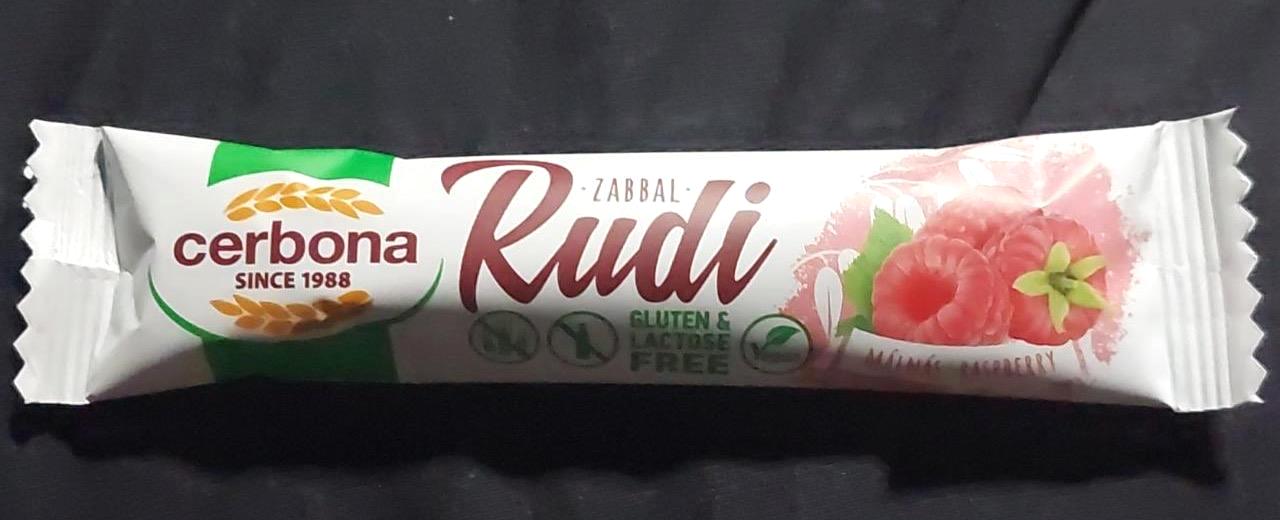 cerbona
SINCE 1988
·ZABBAL·
Rudi
GLUTEN &
LACTOSE
FREE
MÁLNÁS RASPBERRY